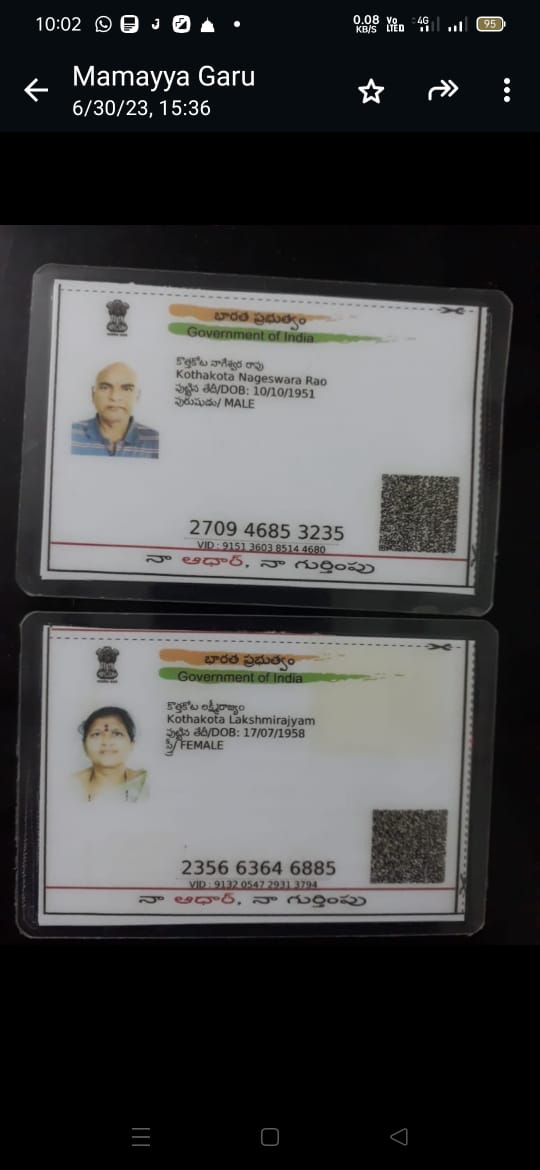 10:02
0.08 KB/S Vo LTED 4G 95
Mamayya Garu
6/30/23, 15:36
భారత ప్రభుత్వం
Government of India
కొత్తకోట నాగేశ్వర రావు
Kothakota Nageswara Rao
పుట్టిన తేదీ/DOB: 10/10/1951
పురుషుడు/ MALE
2709 4685 3235
VID : 9151 3603 8514 4680
నా ఆధార్, నా గుర్తింపు
భారత ప్రభుత్వం
Government of India
కొత్తకోట లక్ష్మీరాజ్యం
Kothakota Lakshmirajyam
పుట్టిన తేదీ/DOB: 17/07/1958
స్త్రీ/ FEMALE
2356 6364 6885
VID : 9132 0547 2931 3794
నా ఆధార్, నా గుర్తింపు